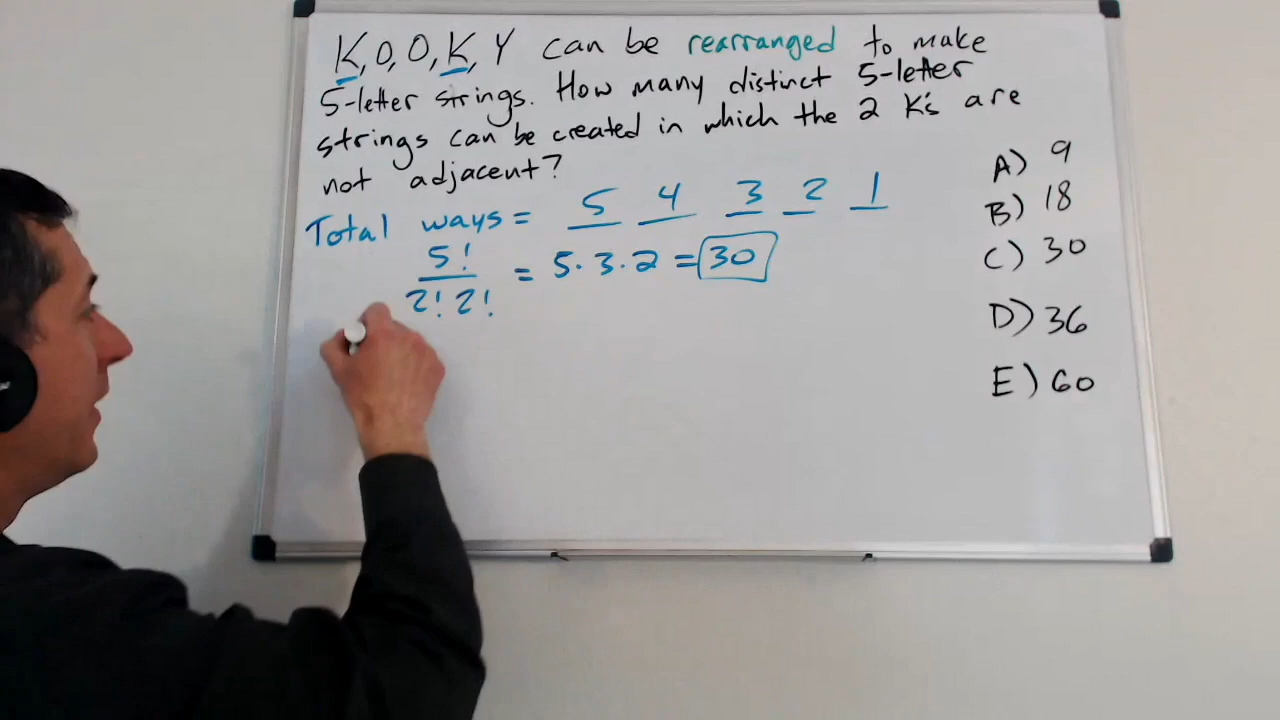 K, O, O, K, Y can be rearranged to make
5-letter strings. How many distinct 5-letter
strings can be created in which the 2 K's are
not adjacent?
Total ways = 5 4 3 2 1
5!
2! 2!
= 5·3·2 = 30
A) 9
B) 18
C) 30
D) 36
E) 60